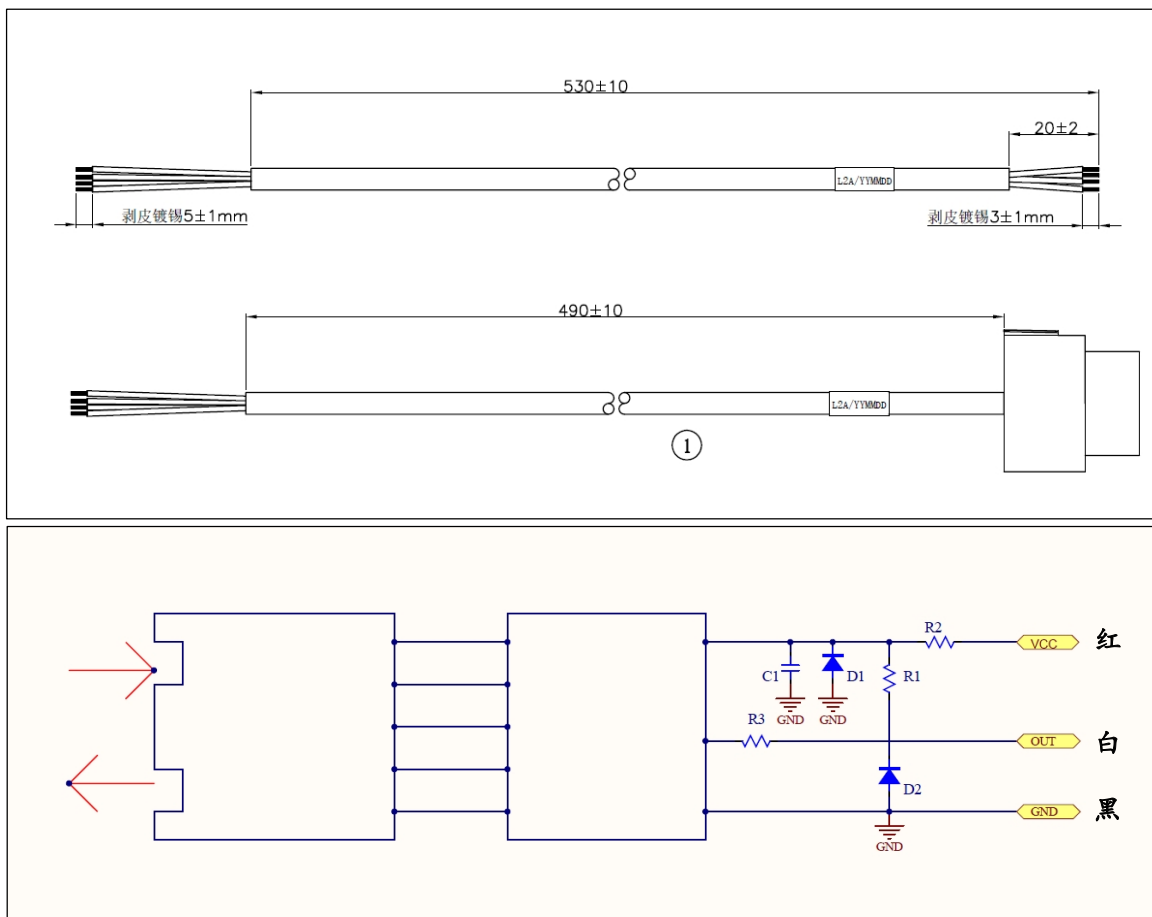 530±10
20±2
L2A/YYMMDD
剥皮镀锡5±1mm
剥皮镀锡3±1mm
490±10
L2A/YYMMDD
1
R2
VCC
红
C1
D1
R1
GND
GND
R3
OUT
白
D2
GND
黑
GND